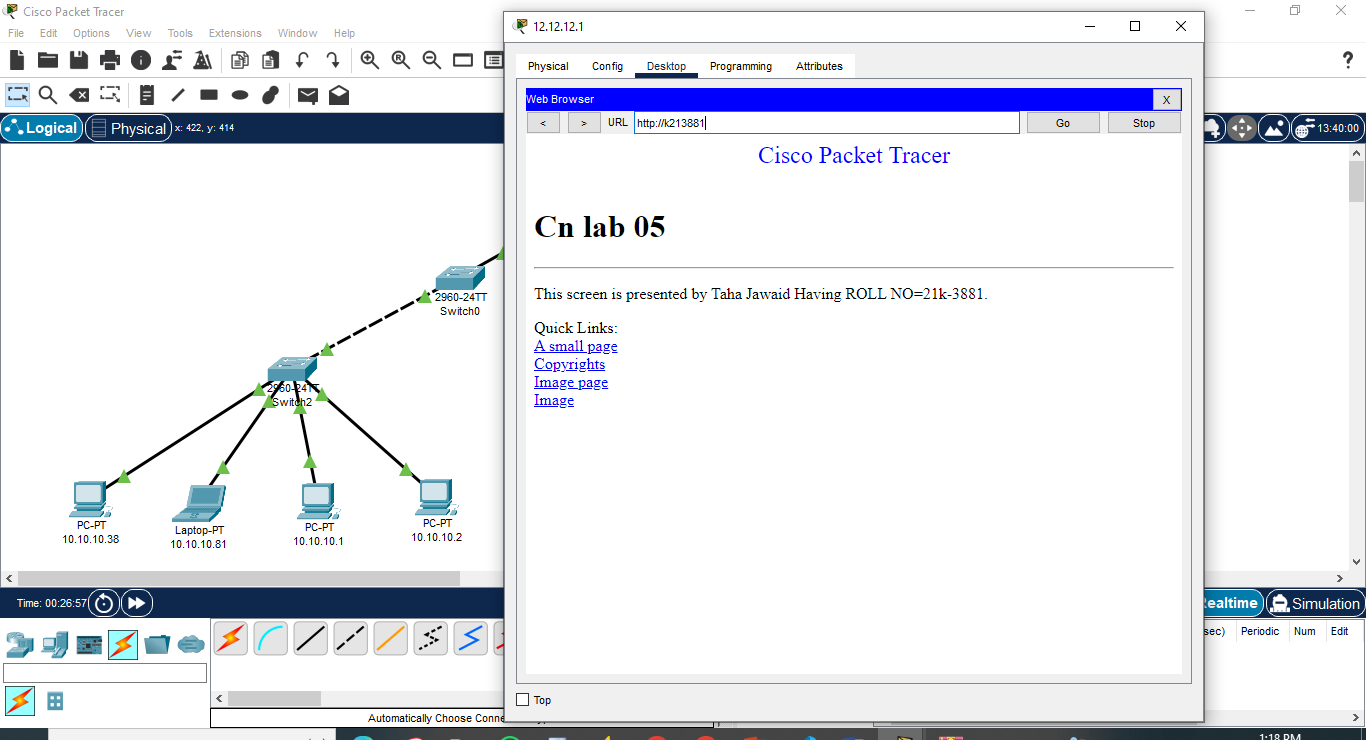 Cisco Packet Tracer
File Edit Options View Tools Extensions Window Help
Logical Physical x: 422, y: 414
13:40:00
12.12.12.1
Physical Config Desktop Programming Attributes
Web Browser X
< > URL http://k213881 Go Stop
Cisco Packet Tracer
Cn lab 05
This screen is presented by Taha Jawaid Having ROLL NO=21k-3881.
Quick Links:
A small page
Copyrights
Image page
Image
Top
2960-24TT
Switch0
2960-24TT
Switch2
PC-PT
10.10.10.38
Laptop-PT
10.10.10.81
PC-PT
10.10.10.1
PC-PT
10.10.10.2
Time: 00:26:57
Realtime Simulation
sec) Periodic Num Edit
Automatically Choose Conne
1:18 PM